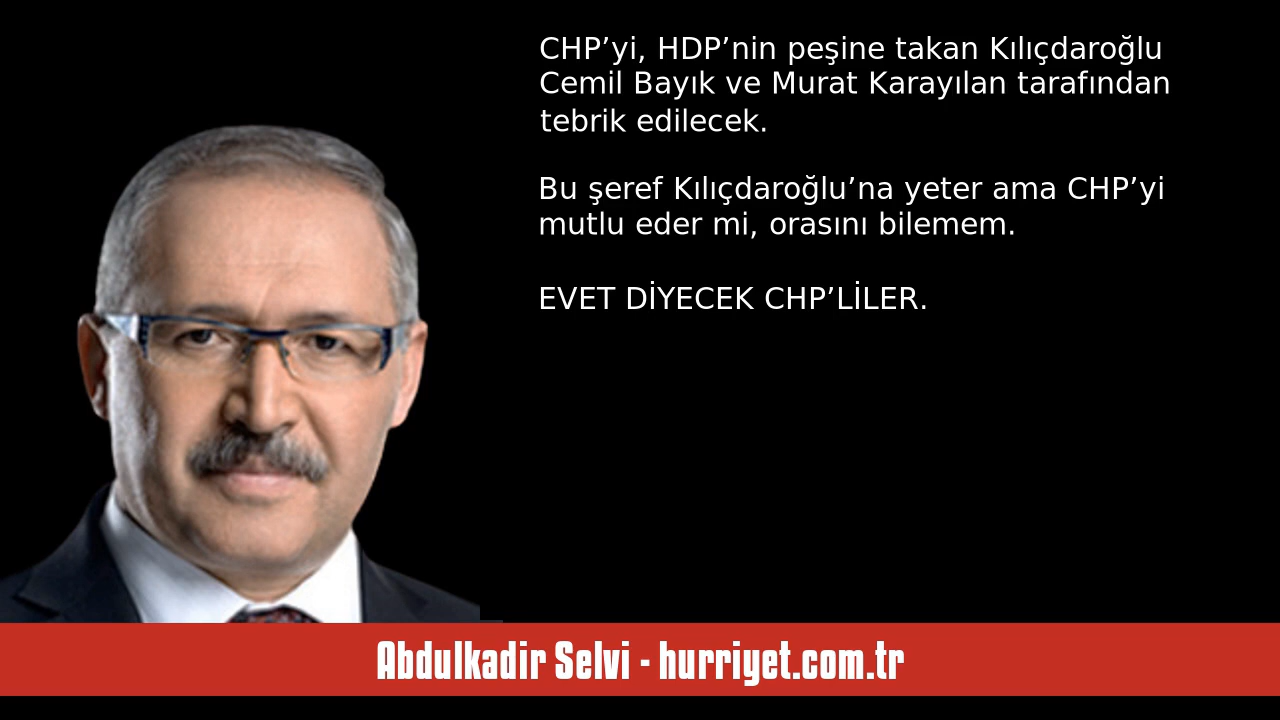 CHP’yi, HDP’nin peşine takan Kılıçdaroğlu
Cemil Bayık ve Murat Karayılan tarafından
tebrik edilecek.
Bu şeref Kılıçdaroğlu’na yeter ama CHP’yi
mutlu eder mi, orasını bilemem.
EVET DİYECEK CHP’LİLER.
Abdulkadir Selvi - hurriyet.com.tr